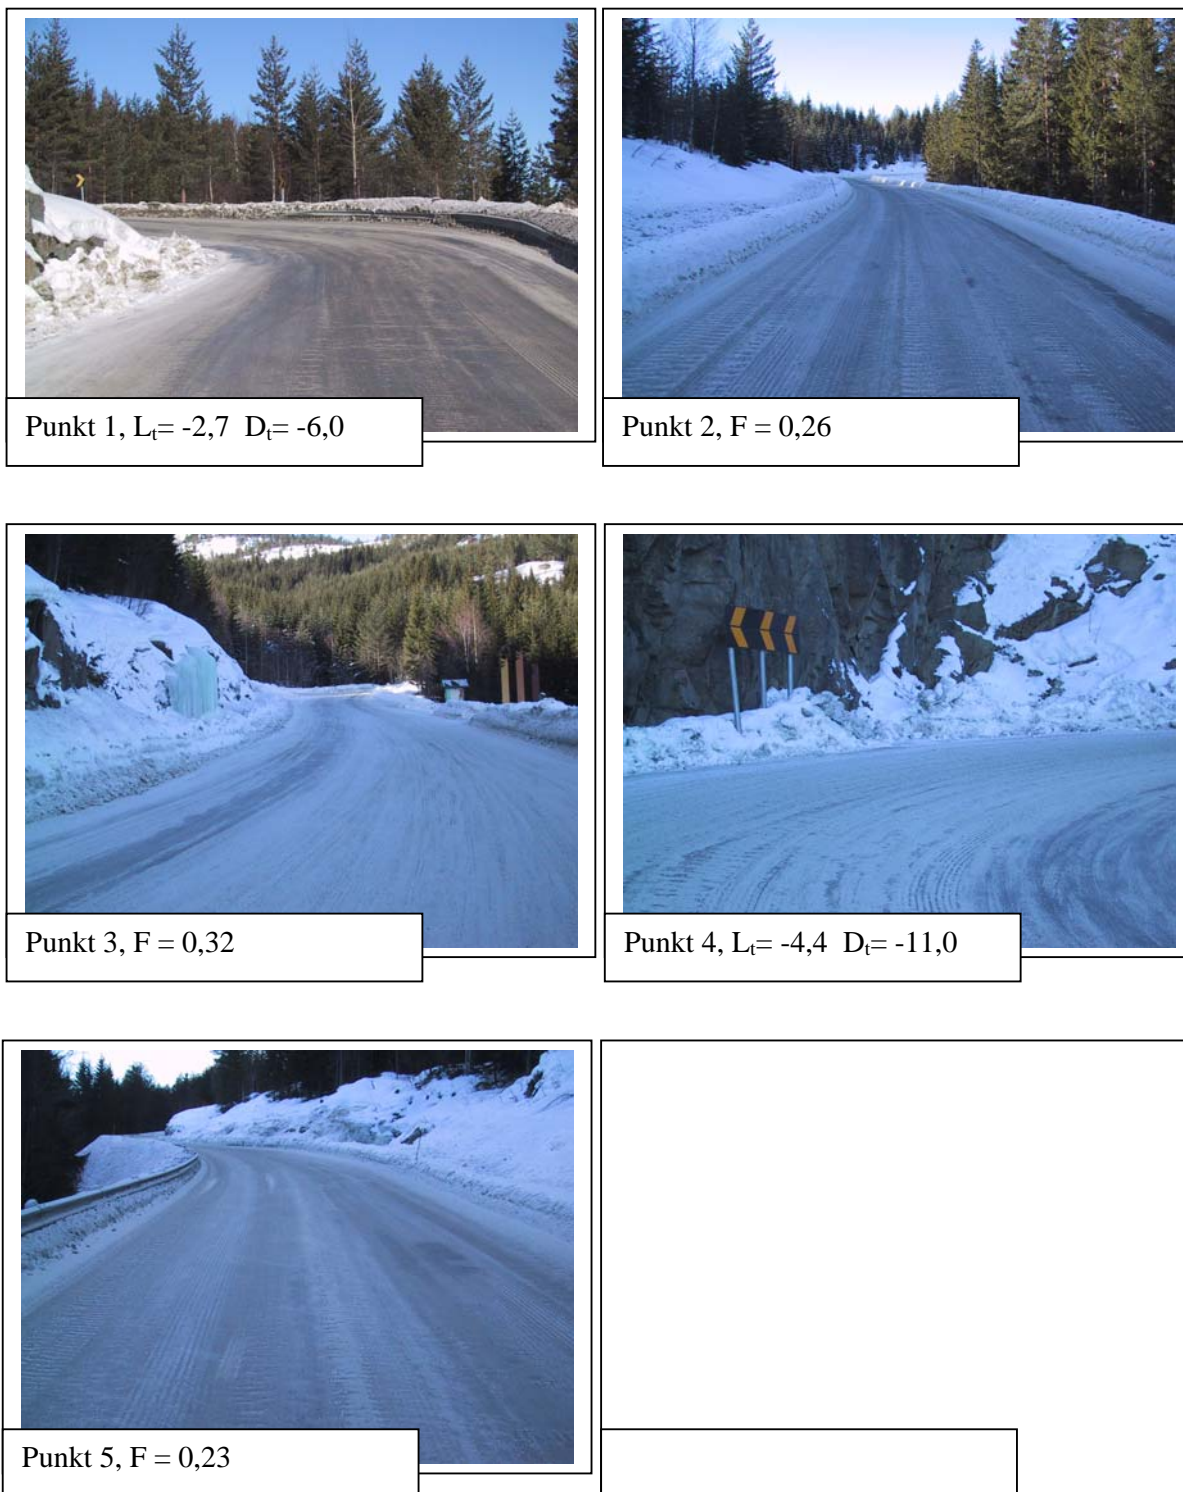 Punkt 1, Lₜ= -2,7  Dₜ= -6,0
Punkt 2, F = 0,26
Punkt 3, F = 0,32
Punkt 4, Lₜ= -4,4  Dₜ= -11,0
Punkt 5, F = 0,23